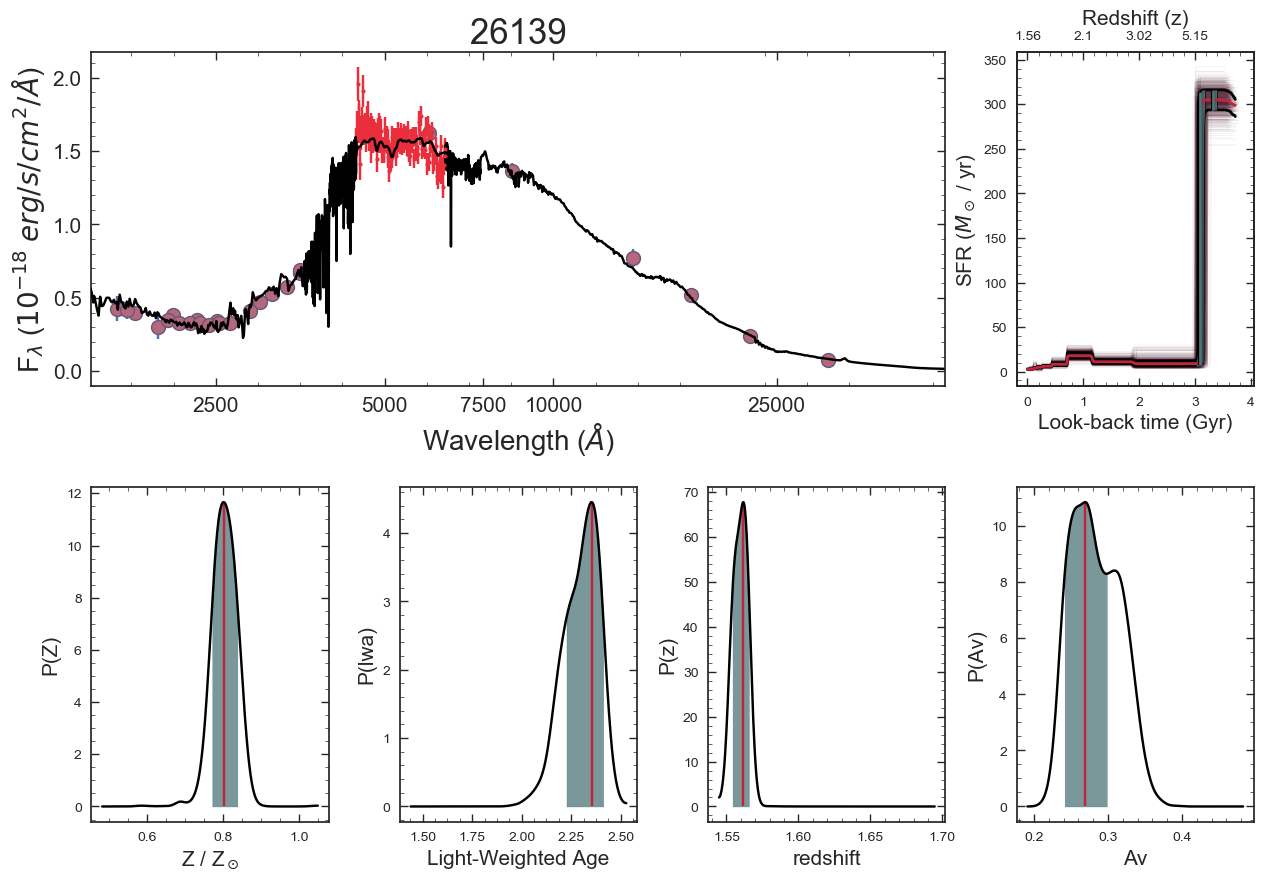 26139
2.0
1.5
1.0
0.5
0.0
F_λ (10^{-18} erg/s/cm^2/Å)
2500 5000 7500 10000 25000
Wavelength (Å)
Redshift (z)
1.56 2.1 3.02 5.15
350
300
250
200
150
100
50
0
SFR (M_⊙ / yr)
0 1 2 3 4
Look-back time (Gyr)
12
10
8
6
4
2
0
P(Z)
0.6 0.8 1.0
Z / Z_⊙
4
3
2
1
0
P(lwa)
1.50 1.75 2.00 2.25 2.50
Light-Weighted Age
70
60
50
40
30
20
10
0
P(z)
1.55 1.60 1.65 1.70
redshift
10
8
6
4
2
0
P(Av)
0.2 0.3 0.4
Av